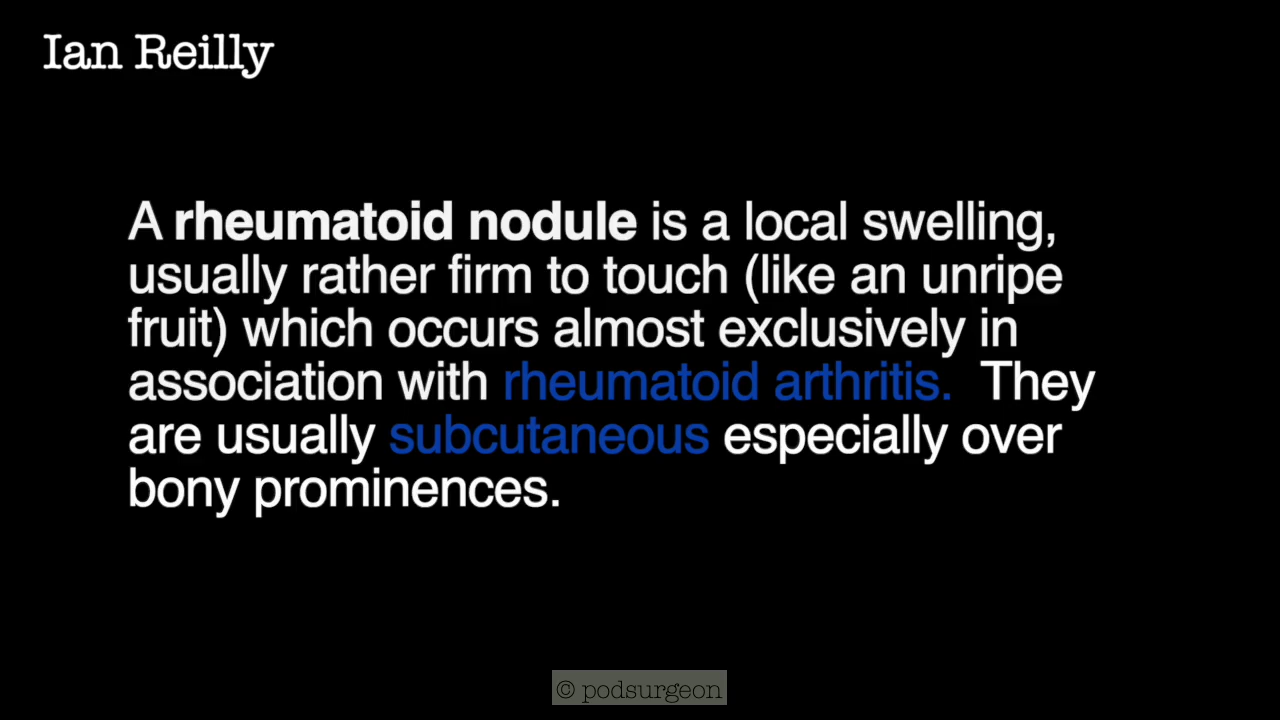 Ian Reilly
A rheumatoid nodule is a local swelling,
usually rather firm to touch (like an unripe
fruit) which occurs almost exclusively in
association with rheumatoid arthritis.  They
are usually subcutaneous especially over
bony prominences.
© podsurgeon